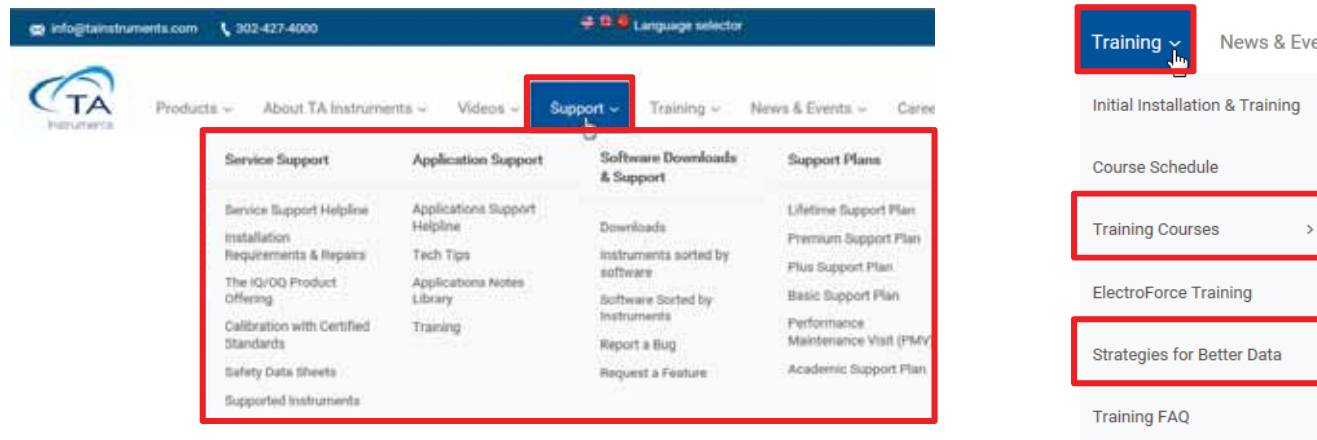 info@tainstruments.com 302-427-4000 Language selector
TA
Instruments
Products About TA Instruments Videos Support Training News & Events Caree
Service Support
Service Support Helpline
Installation
Requirements & Repairs
The IQ/OQ Product
Offering
Calibration with Certified
Standards
Safety Data Sheets
Supported Instruments
Application Support
Applications Support
Helpline
Tech Tips
Applications Notes
Library
Training
Software Downloads
& Support
Downloads
Instruments sorted by
software
Software Sorted by
Instruments
Report a Bug
Request a Feature
Support Plans
Lifetime Support Plan
Premium Support Plan
Plus Support Plan
Basic Support Plan
Performance
Maintenance Visit (PMV)
Academic Support Plan
Training News & Eve
Initial Installation & Training
Course Schedule
Training Courses >
ElectroForce Training
Strategies for Better Data
Training FAQ